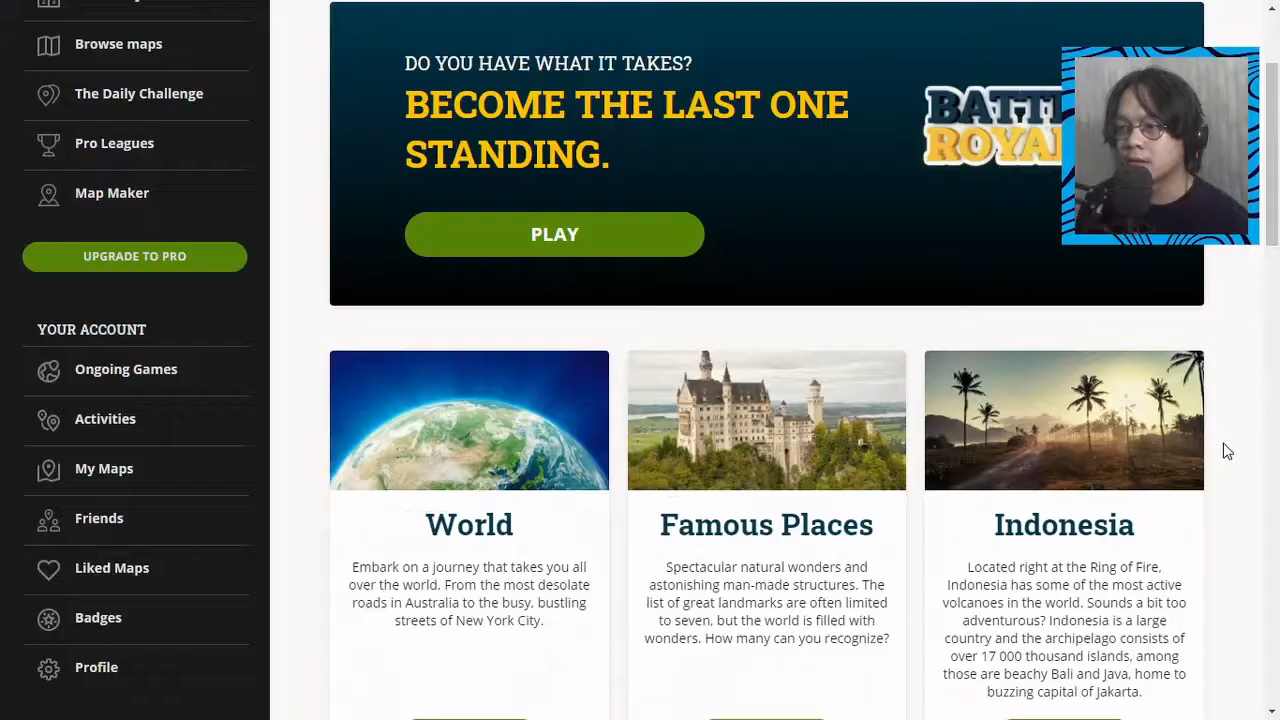 Browse maps
The Daily Challenge
Pro Leagues
Map Maker
UPGRADE TO PRO
YOUR ACCOUNT
Ongoing Games
Activities
My Maps
Friends
Liked Maps
Badges
Profile
DO YOU HAVE WHAT IT TAKES?
BECOME THE LAST ONE
STANDING.
PLAY
World
Embark on a journey that takes you all
over the world. From the most desolate
roads in Australia to the busy, bustling
streets of New York City.
Famous Places
Spectacular natural wonders and
astonishing man-made structures. The
list of great landmarks are often limited
to seven, but the world is filled with
wonders. How many can you recognize?
Indonesia
Located right at the Ring of Fire,
Indonesia has some of the most active
volcanoes in the world. Sounds a bit too
adventurous? Indonesia is a large
country and the archipelago consists of
over 17 000 thousand islands, among
those are beachy Bali and Java, home to
buzzing capital of Jakarta.